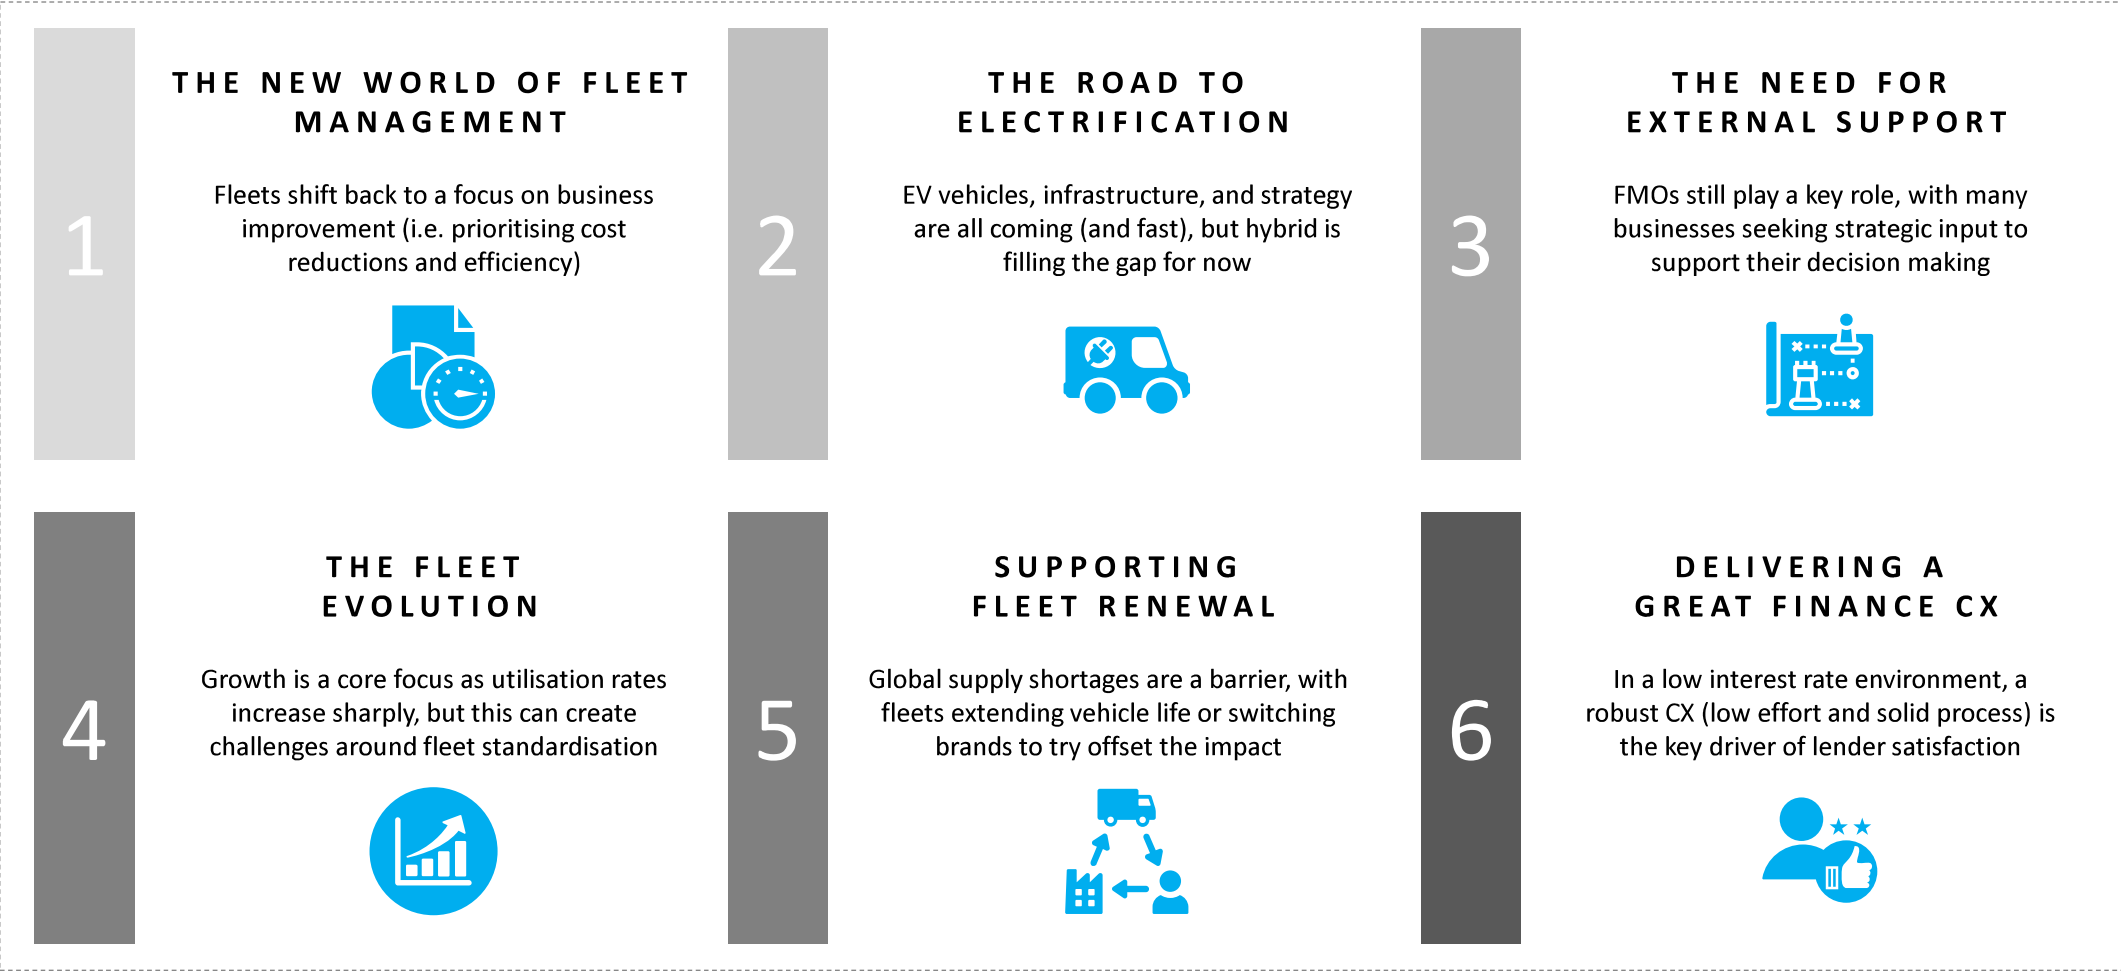 1
THE NEW WORLD OF FLEET
MANAGEMENT
Fleets shift back to a focus on business
improvement (i.e. prioritising cost
reductions and efficiency)
2
THE ROAD TO
ELECTRIFICATION
EV vehicles, infrastructure, and strategy
are all coming (and fast), but hybrid is
filling the gap for now
3
THE NEED FOR
EXTERNAL SUPPORT
FMOs still play a key role, with many
businesses seeking strategic input to
support their decision making
4
THE FLEET
EVOLUTION
Growth is a core focus as utilisation rates
increase sharply, but this can create
challenges around fleet standardisation
5
SUPPORTING
FLEET RENEWAL
Global supply shortages are a barrier, with
fleets extending vehicle life or switching
brands to try offset the impact
6
DELIVERING A
GREAT FINANCE CX
In a low interest rate environment, a
robust CX (low effort and solid process) is
the key driver of lender satisfaction